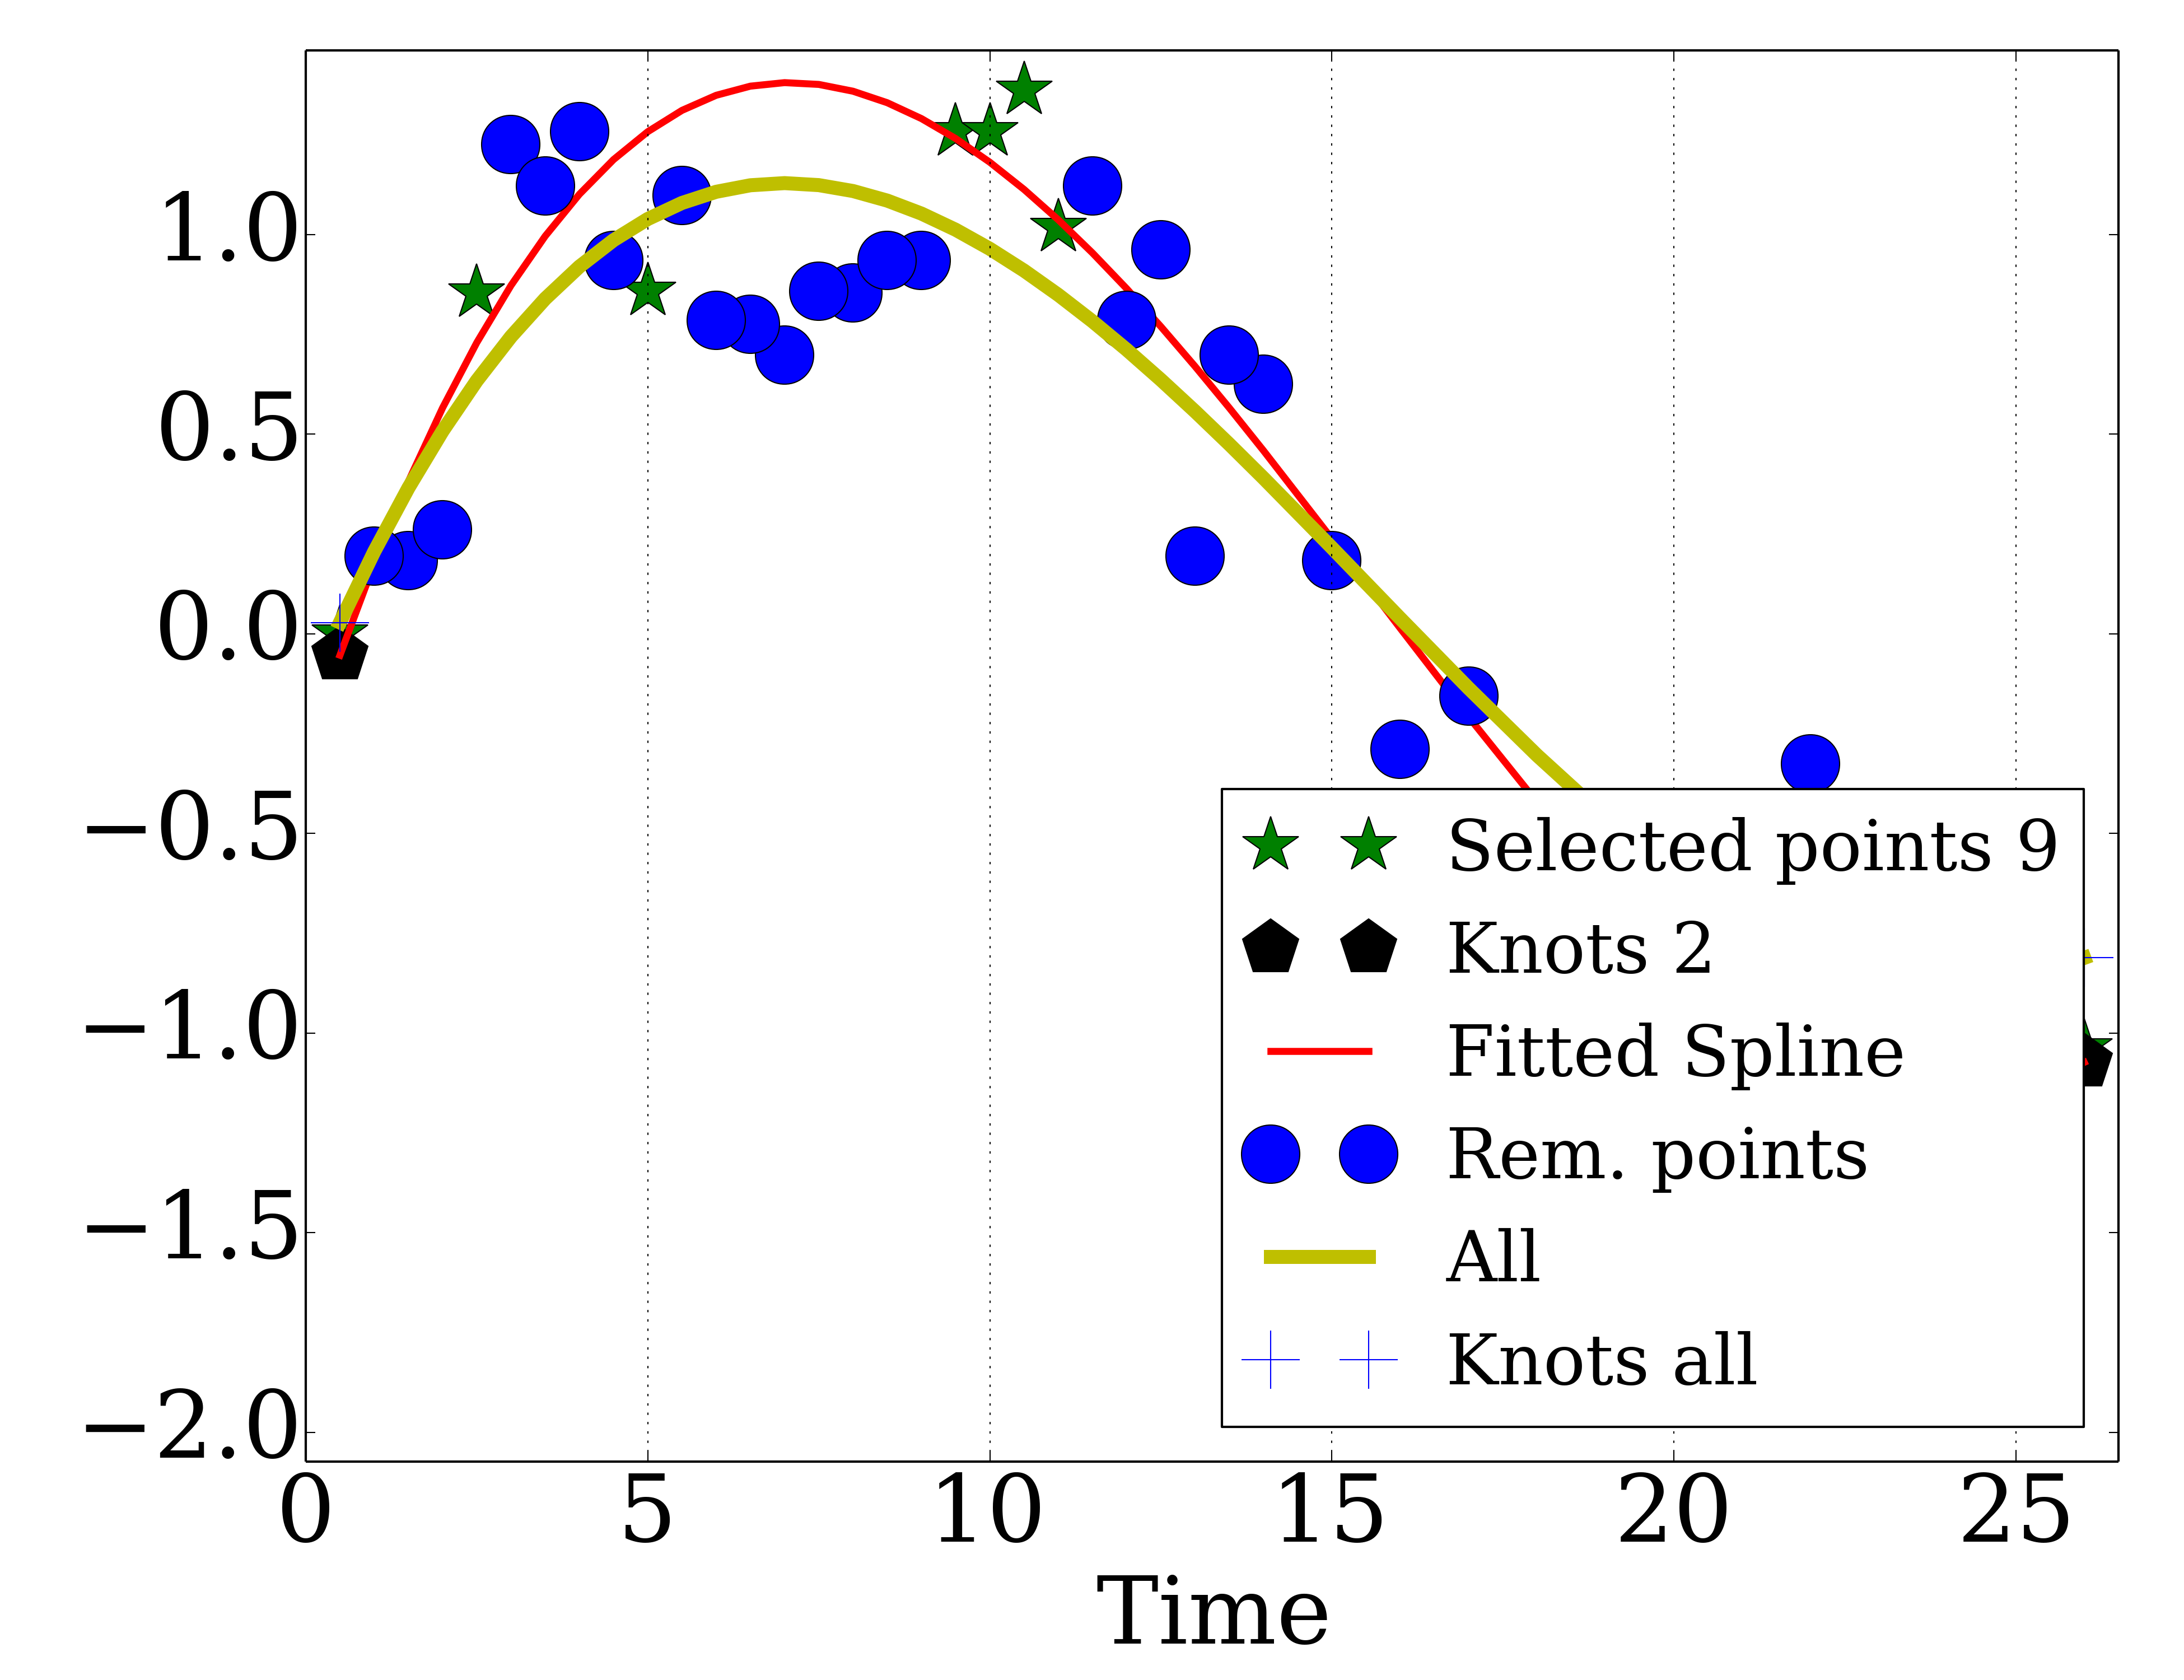 1.0
0.5
0.0
−0.5
−1.0
−1.5
−2.0
Selected points 9
Knots 2
Fitted Spline
Rem. points
All
Knots all
0 5 10 15 20 25
Time